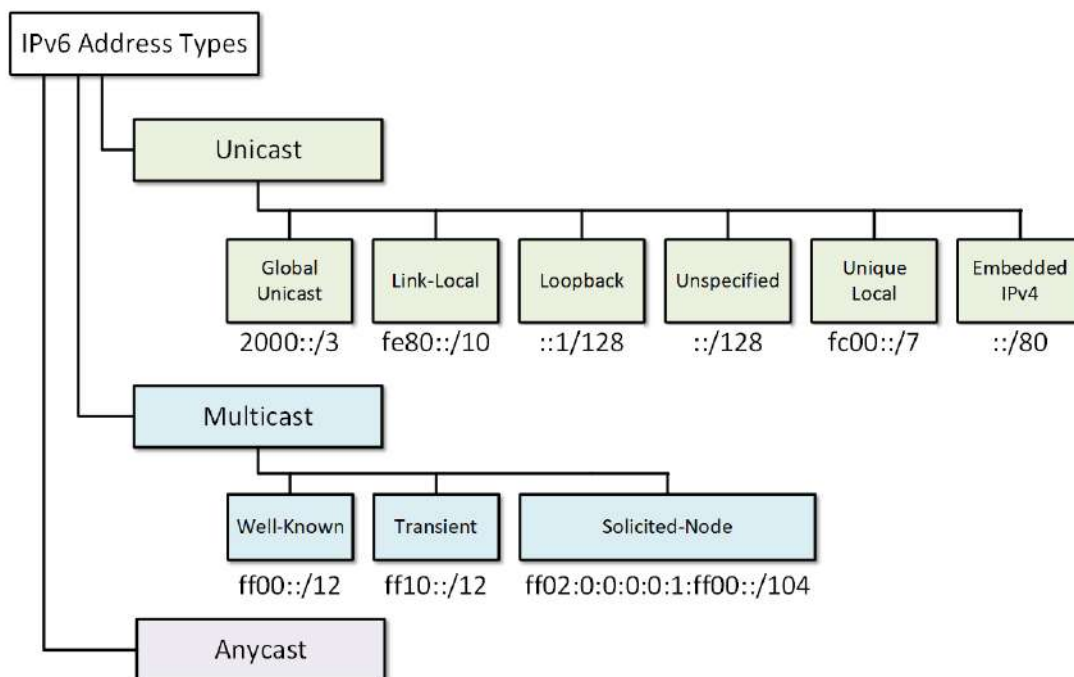 IPv6 Address Types
Unicast
Global
Unicast
Link-Local
Loopback
Unspecified
Unique
Local
Embedded
IPv4
2000::/3
fe80::/10
::1/128
::/128
fc00::/7
::/80
Multicast
Well-Known
Transient
Solicited-Node
ff00::/12
ff10::/12
ff02:0:0:0:0:1:ff00::/104
Anycast